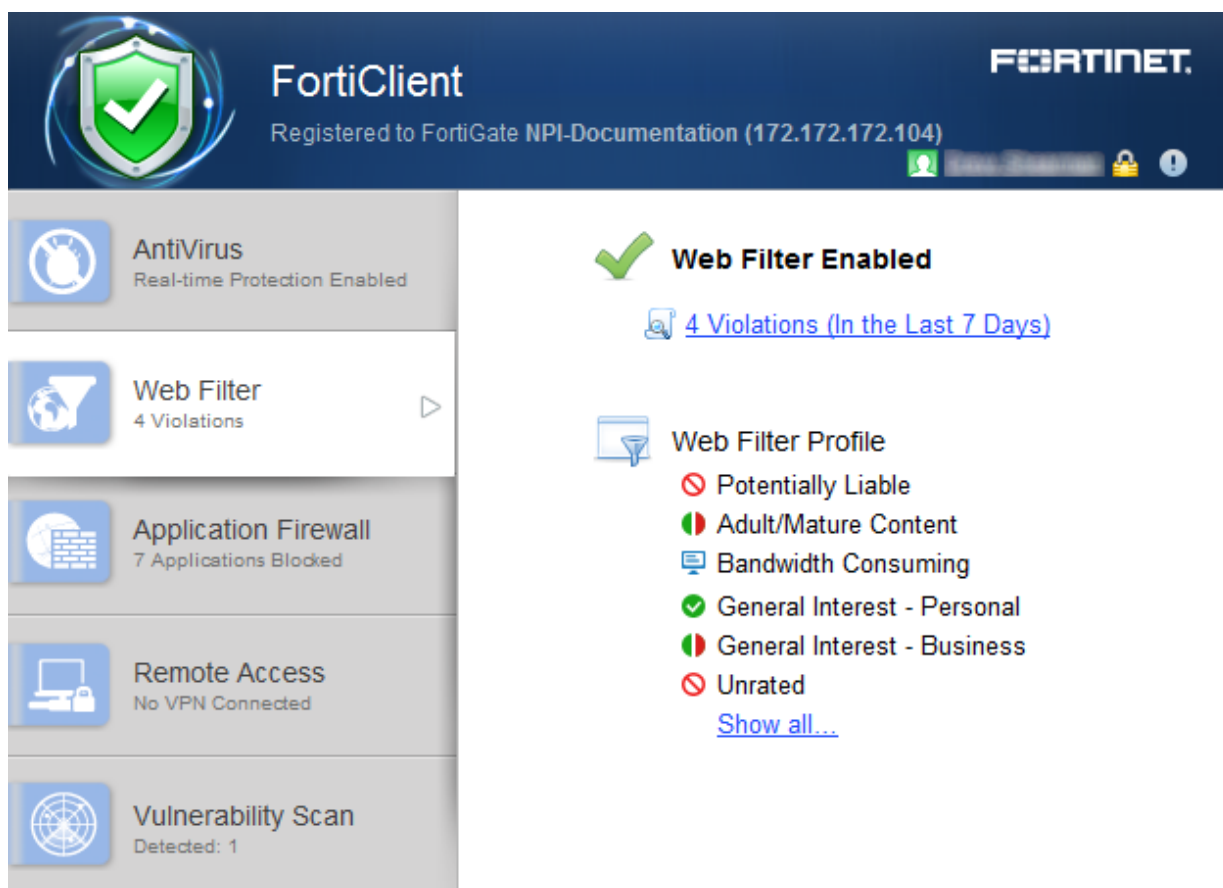 FORTINET
FortiClient
Registered to FortiGate NPI-Documentation (172.172.172.104)
AntiVirus
Real-time Protection Enabled
Web Filter
4 Violations
Application Firewall
7 Applications Blocked
Remote Access
No VPN Connected
Vulnerability Scan
Detected: 1
Web Filter Enabled
4 Violations (In the Last 7 Days)
Web Filter Profile
Potentially Liable
Adult/Mature Content
Bandwidth Consuming
General Interest - Personal
General Interest - Business
Unrated
Show all...